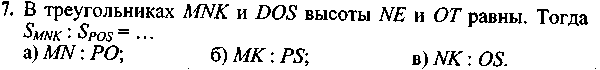 7. В треугольниках MNK и DOS высоты NE и OT равны. Тогда
S_MNK : S_POS = ...
а) MN : PO; б) MK : PS; в) NK : OS.